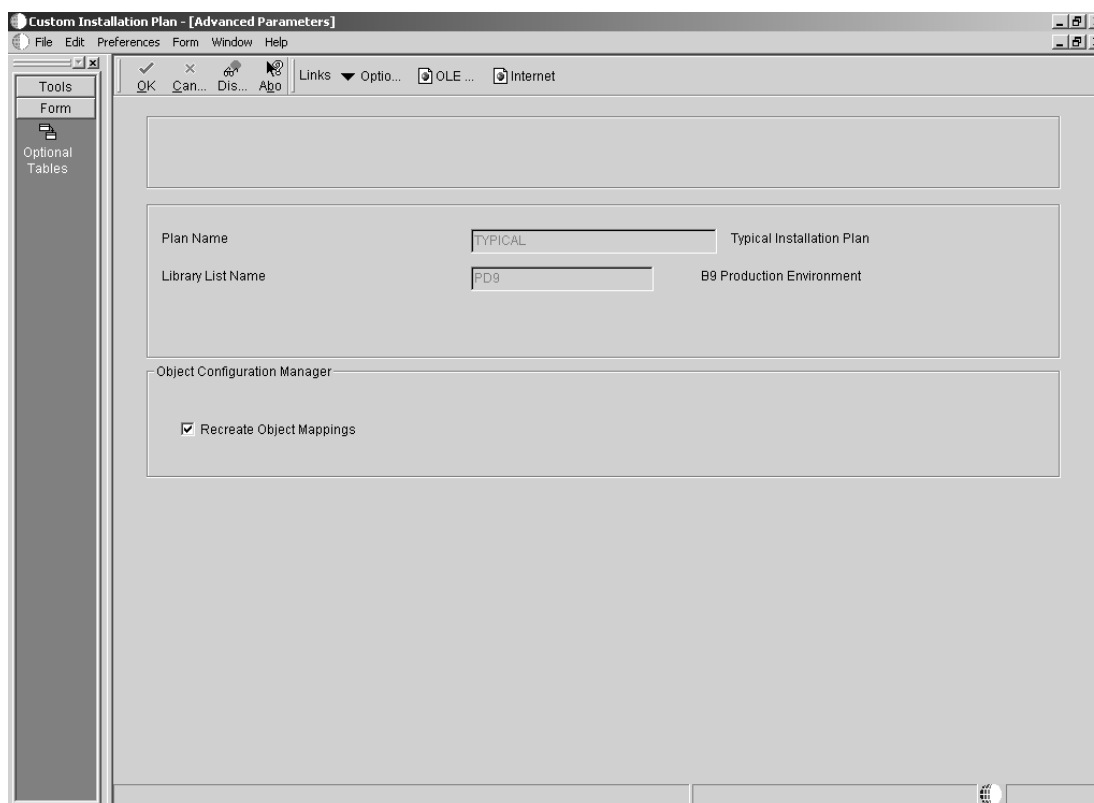 Custom Installation Plan - [Advanced Parameters]
File Edit Preferences Form Window Help
OK Can... Dis... Abo Links Optio... OLE ... Internet
Tools
Form
Optional
Tables
Plan Name TYPICAL Typical Installation Plan
Library List Name PD9 B9 Production Environment
Object Configuration Manager
Recreate Object Mappings